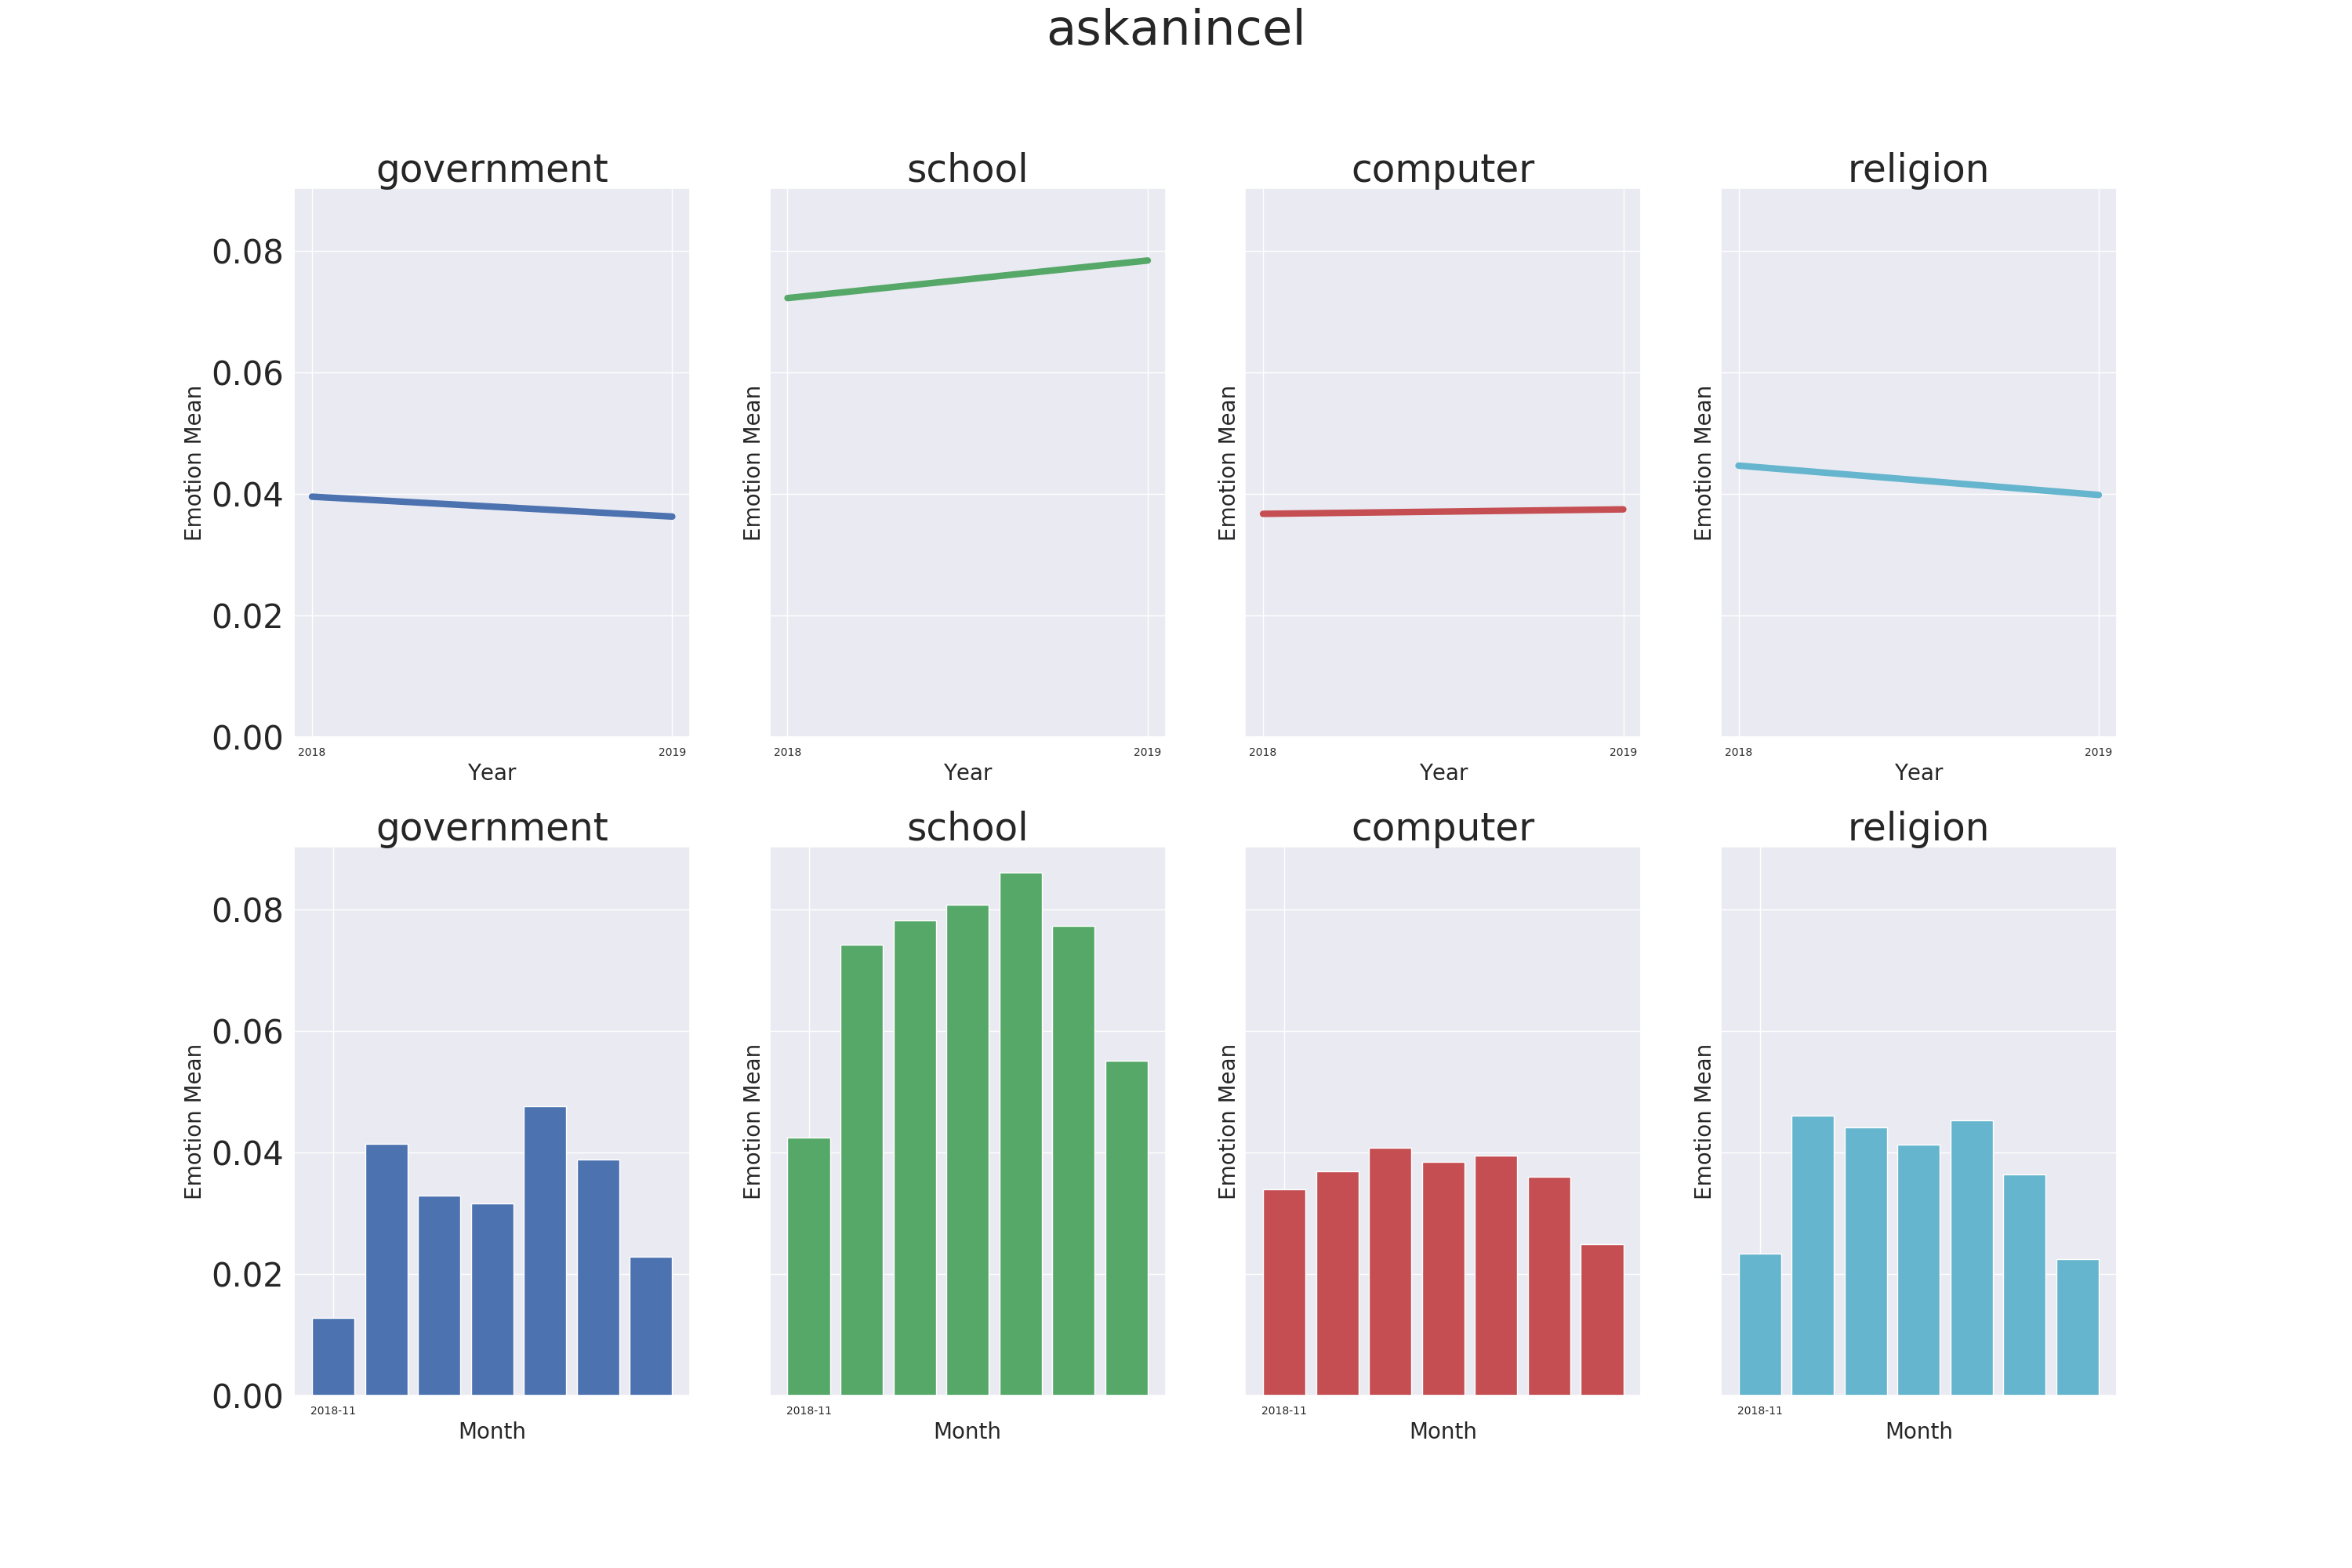 askanincel
government school computer religion
0.08
0.06
0.04
0.02
0.00
Emotion Mean Emotion Mean Emotion Mean Emotion Mean
2018 2019 2018 2019 2018 2019 2018 2019
Year Year Year Year
government school computer religion
0.08
0.06
0.04
0.02
0.00
Emotion Mean Emotion Mean Emotion Mean Emotion Mean
2018-11 2018-11 2018-11 2018-11
Month Month Month Month